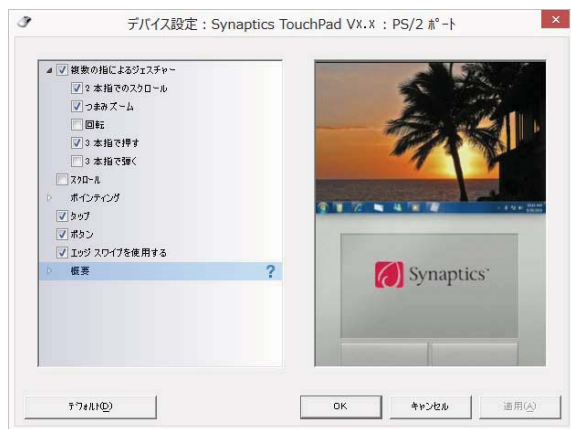 デバイス設定 : Synaptics TouchPad Vx.x : PS/2 ポート
複数の指によるジェスチャー
2 本指でのスクロール
つまみズーム
回転
3 本指で押す
3 本指で弾く
スクロール
ポインティング
タップ
ボタン
エッジ スワイプを使用する
概要 ?
Synaptics
デフォルト(D)
OK
キャンセル
適用(A)